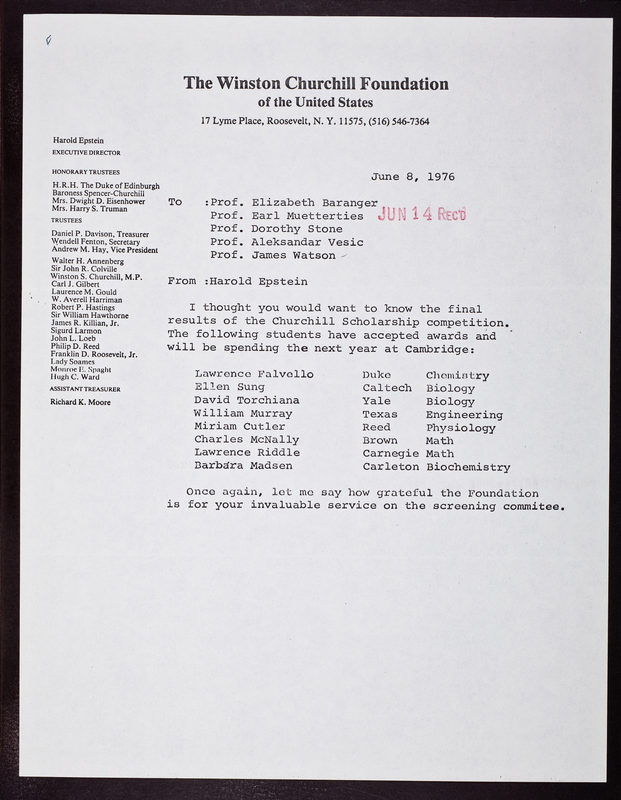 The Winston Churchill Foundation
of the United States
17 Lyme Place, Roosevelt, N. Y. 11575, (516) 546-7364
Harold Epstein
EXECUTIVE DIRECTOR
HONORARY TRUSTEES
H.R.H. The Duke of Edinburgh
Baroness Spencer-Churchill
Mrs. Dwight D. Eisenhower
Mrs. Harry S. Truman
TRUSTEES
Daniel P. Davison, Treasurer
Wendell Fenton, Secretary
Andrew M. Hay, Vice President
Walter H. Annenberg
Sir John R. Colville
Winston S. Churchill, M.P.
Carl J. Gilbert
Laurence M. Gould
W. Averell Harriman
Robert P. Hastings
Sir William Hawthorne
James R. Killian, Jr.
Sigurd Larmon
John L. Loeb
Philip D. Reed
Franklin D. Roosevelt, Jr.
Lady Soames
Monroe E. Spaght
Hugh C. Ward
ASSISTANT TREASURER
Richard K. Moore
June 8, 1976
To :Prof. Elizabeth Baranger
Prof. Earl Muetterties JUN 14 REC'D
Prof. Dorothy Stone
Prof. Aleksandar Vesic
Prof. James Watson
From :Harold Epstein
I thought you would want to know the final
results of the Churchill Scholarship competition.
The following students have accepted awards and
will be spending the next year at Cambridge:
Lawrence Falvello Duke Chemistry
Ellen Sung Caltech Biology
David Torchiana Yale Biology
William Murray Texas Engineering
Miriam Cutler Reed Physiology
Charles McNally Brown Math
Lawrence Riddle Carnegie Math
Barbara Madsen Carleton Biochemistry
Once again, let me say how grateful the Foundation
is for your invaluable service on the screening commitee.